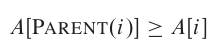 A[PARENT(i)] ≥ A[i]